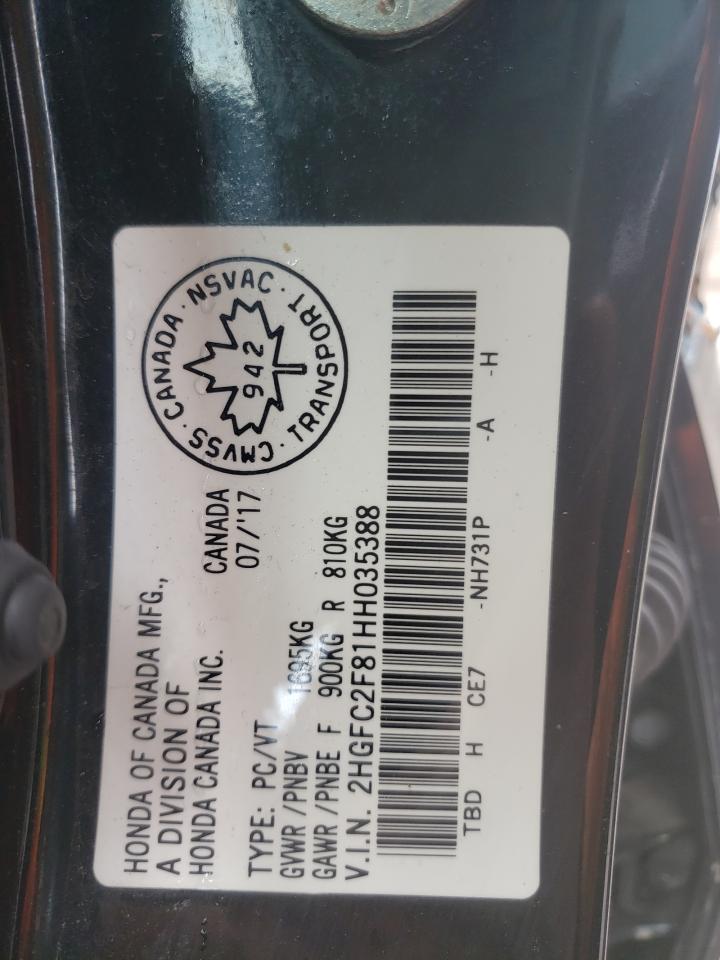 HONDA OF CANADA MFG.,
A DIVISION OF
HONDA CANADA INC.
CANADA
07/'17
TYPE: PC/VT
GVWR/PNBV 1695KG
GAWR/PNBE F 900KG R 810KG
V.I.N. 2HGFC2F81HH035388
TBD H CE7 -NH731P -A -H
CMVSS · CANADA · NSVAC · TRANSPORT ·
942